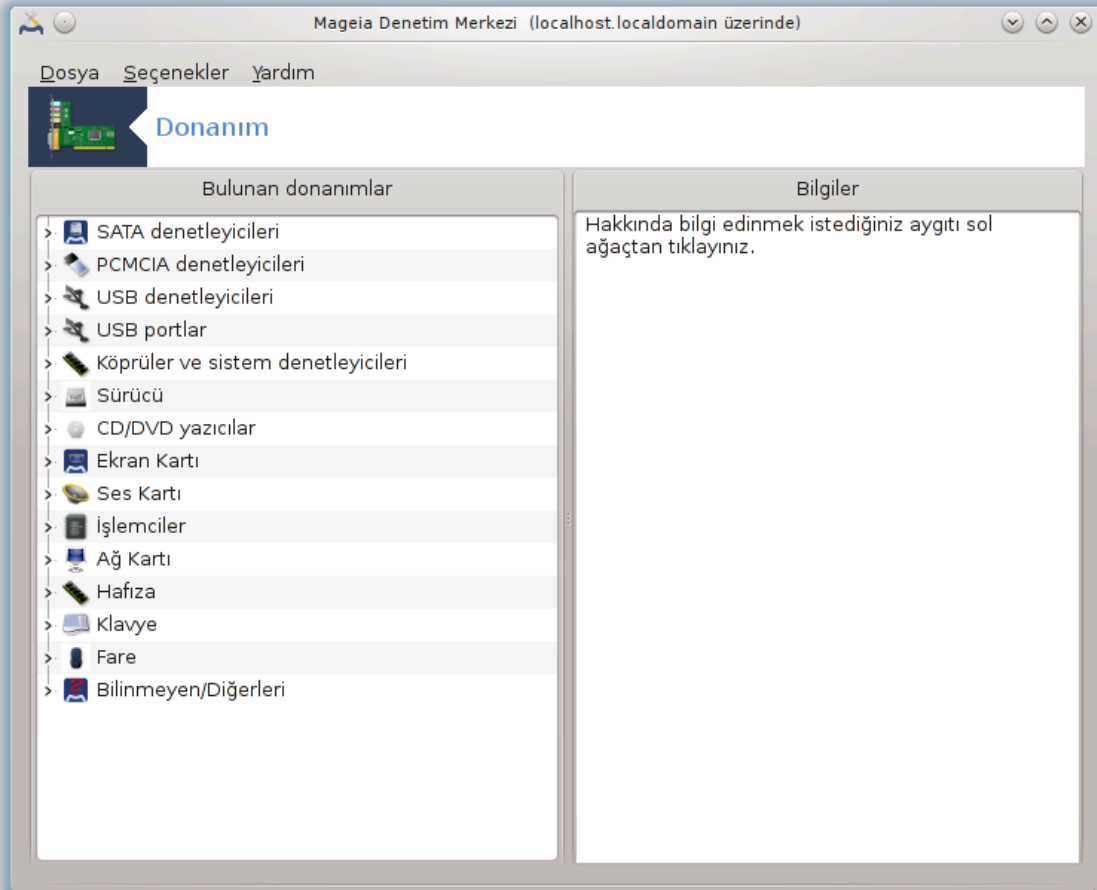 Mageia Denetim Merkezi (localhost.localdomain üzerinde)
Dosya Seçenekler Yardım
Donanım
Bulunan donanımlar
SATA denetleyicileri
PCMCIA denetleyicileri
USB denetleyicileri
USB portlar
Köprüler ve sistem denetleyicileri
Sürücü
CD/DVD yazıcılar
Ekran Kartı
Ses Kartı
İşlemciler
Ağ Kartı
Hafıza
Klavye
Fare
Bilinmeyen/Diğerleri
Bilgiler
Hakkında bilgi edinmek istediğiniz aygıtı sol
ağaçtan tıklayınız.